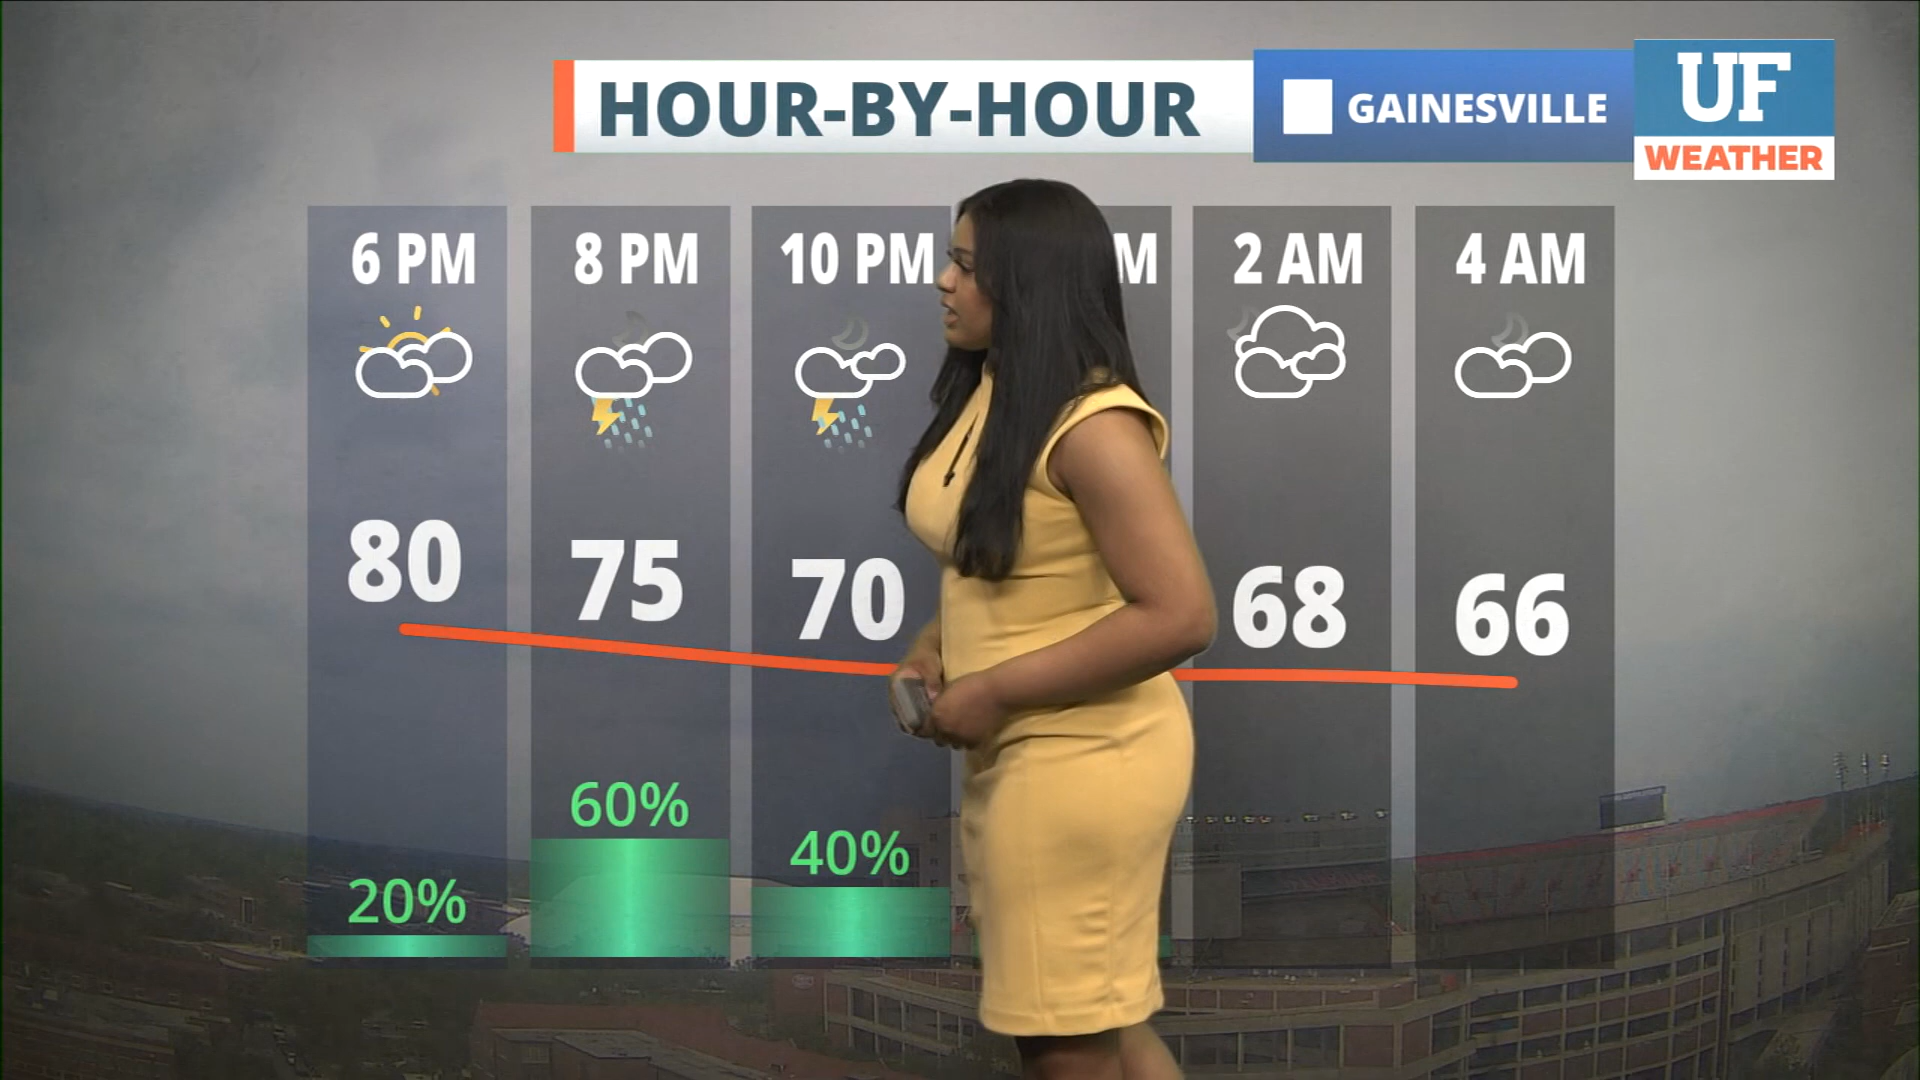 HOUR-BY-HOUR
GAINESVILLE
UF
WEATHER
6 PM
8 PM
10 PM
M
2 AM
4 AM
80
75
70
68
66
20%
60%
40%